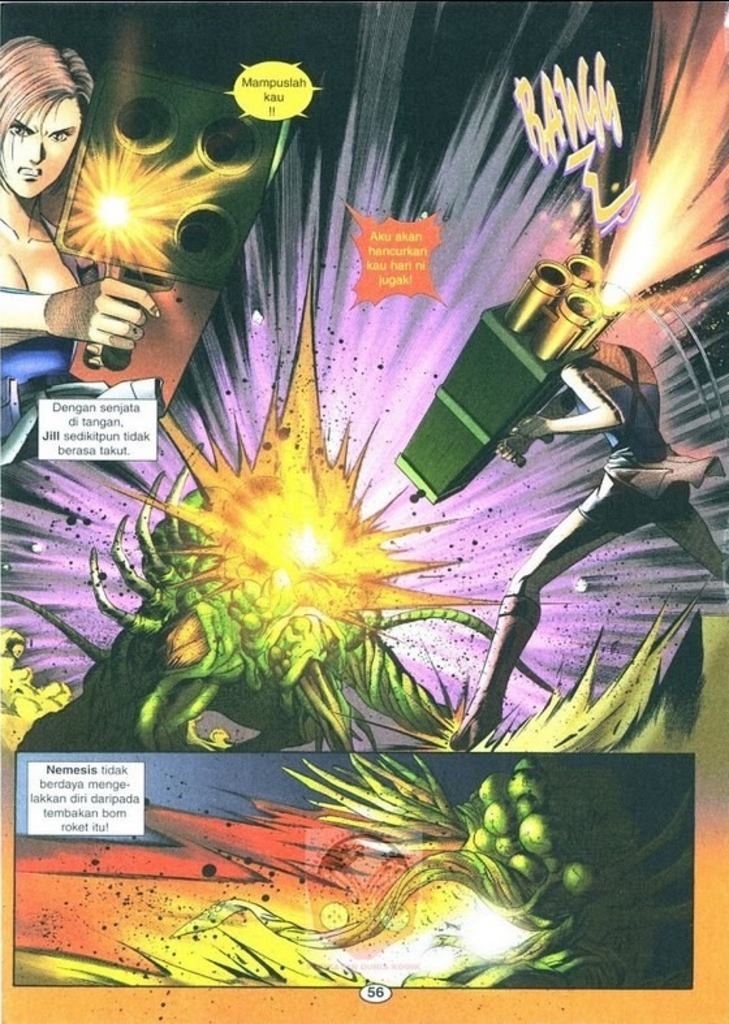 Mampuslah
kau
!!
Aku akan
hancurkan
kau hari ni
jugak!
Dengan senjata
di tangan,
Jill sedikitpun tidak
berasa takut.
Nemesis tidak
berdaya menge-
lakkan diri daripada
tembakan bom
roket itu!
56